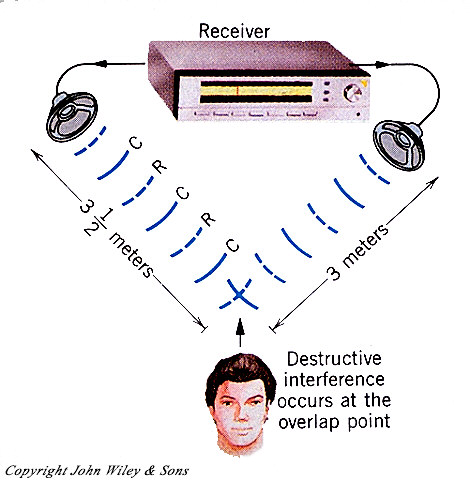 Receiver
C
R
C
R
C
3 1/2 meters
3 meters
Destructive
interference
occurs at the
overlap point
Copyright John Wiley & Sons